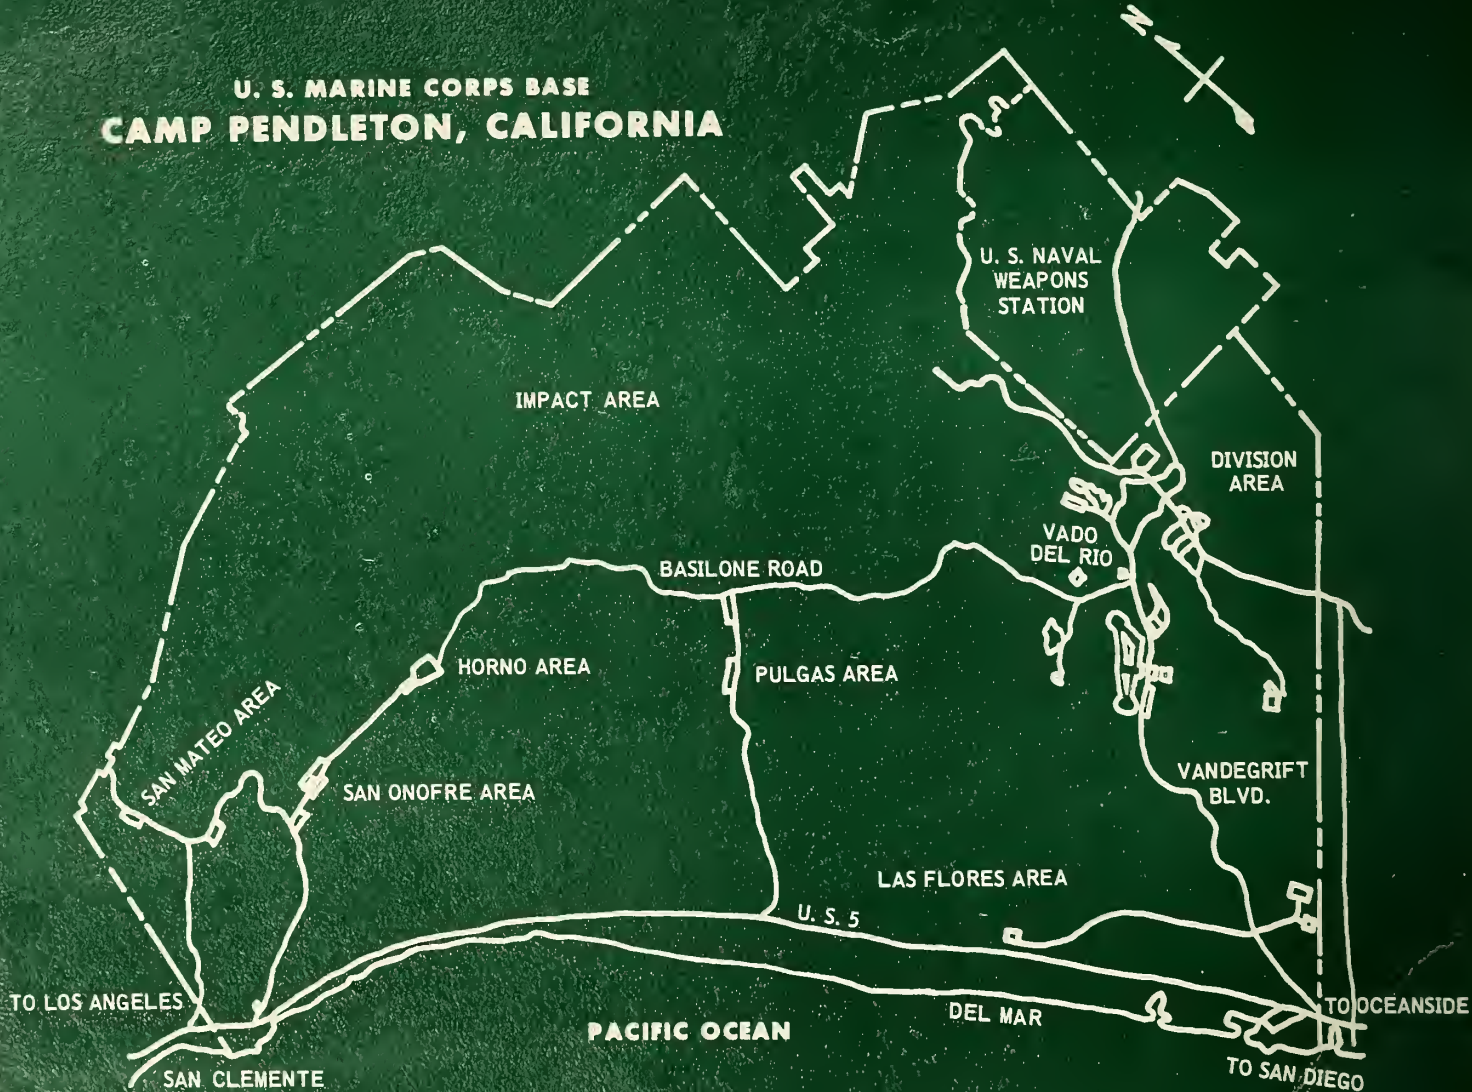 N
U. S. MARINE CORPS BASE
CAMP PENDLETON, CALIFORNIA
U. S. NAVAL
WEAPONS
STATION
IMPACT AREA
DIVISION
AREA
VADO
DEL RIO
BASILONE ROAD
HORNO AREA
PULGAS AREA
SAN MATEO AREA
SAN ONOFRE AREA
VANDEGRIFT
BLVD.
LAS FLORES AREA
U. S. 5
TO LOS ANGELES
TO OCEANSIDE
DEL MAR
PACIFIC OCEAN
SAN CLEMENTE
TO SAN DIEGO